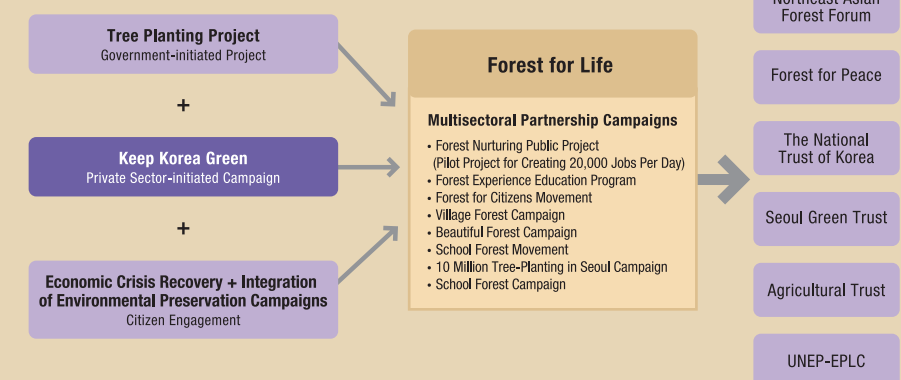 Tree Planting Project
Government-initiated Project
+
Keep Korea Green
Private Sector-initiated Campaign
+
Economic Crisis Recovery + Integration
of Environmental Preservation Campaigns
Citizen Engagement
Forest for Life
Multisectoral Partnership Campaigns
• Forest Nurturing Public Project
(Pilot Project for Creating 20,000 Jobs Per Day)
• Forest Experience Education Program
• Forest for Citizens Movement
• Village Forest Campaign
• Beautiful Forest Campaign
• School Forest Movement
• 10 Million Tree-Planting in Seoul Campaign
• School Forest Campaign
Northeast Asian
Forest Forum
Forest for Peace
The National
Trust of Korea
Seoul Green Trust
Agricultural Trust
UNEP-EPLC